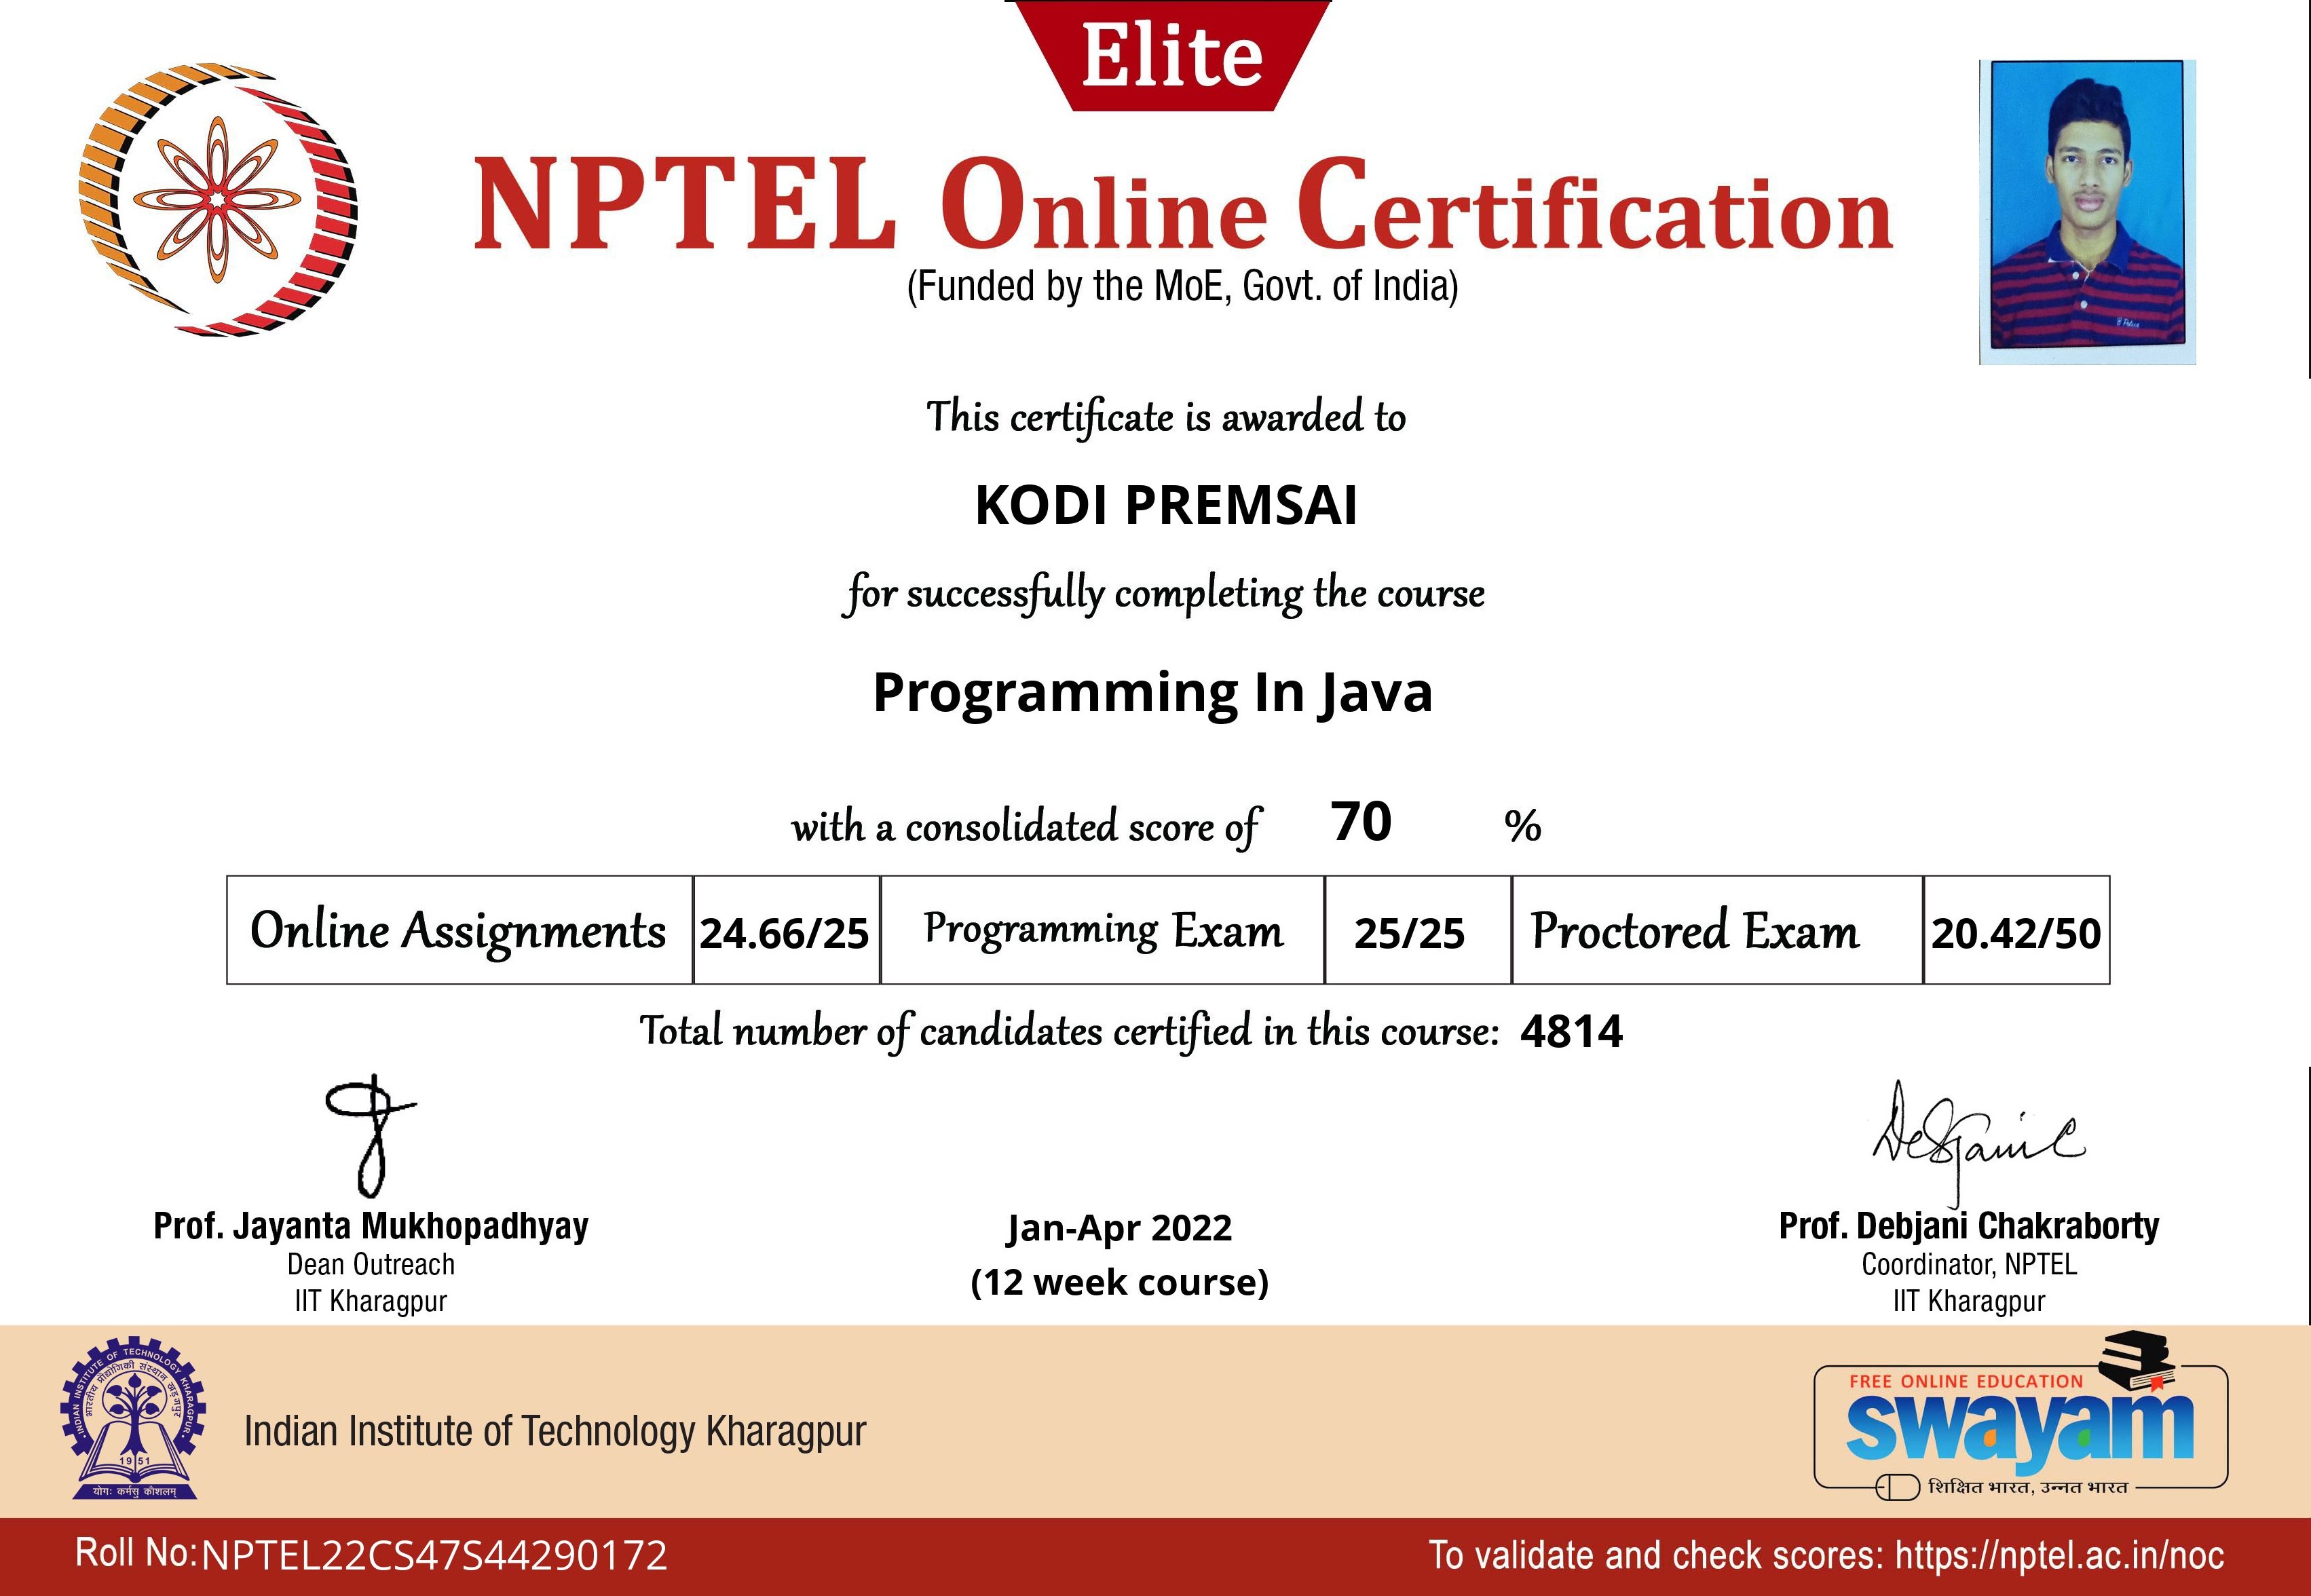 Elite
NPTEL Online Certification
(Funded by the MoE, Govt. of India)
This certificate is awarded to
KODI PREMSAI
for successfully completing the course
Programming In Java
with a consolidated score of 70 %
Online Assignments 24.66/25 Programming Exam 25/25 Proctored Exam 20.42/50
Total number of candidates certified in this course: 4814
Prof. Jayanta Mukhopadhyay
Dean Outreach
IIT Kharagpur
Jan-Apr 2022
(12 week course)
Debjani C
Prof. Debjani Chakraborty
Coordinator, NPTEL
IIT Kharagpur
INDIAN INSTITUTE OF TECHNOLOGY KHARAGPUR
भारतीय प्रौद्योगिकी संस्थान खड़गपुर
1951
योगः कर्मसु कौशलम्
Indian Institute of Technology Kharagpur
FREE ONLINE EDUCATION
swayam
शिक्षित भारत, उन्नत भारत
Roll No: NPTEL22CS47S44290172
To validate and check scores: https://nptel.ac.in/noc